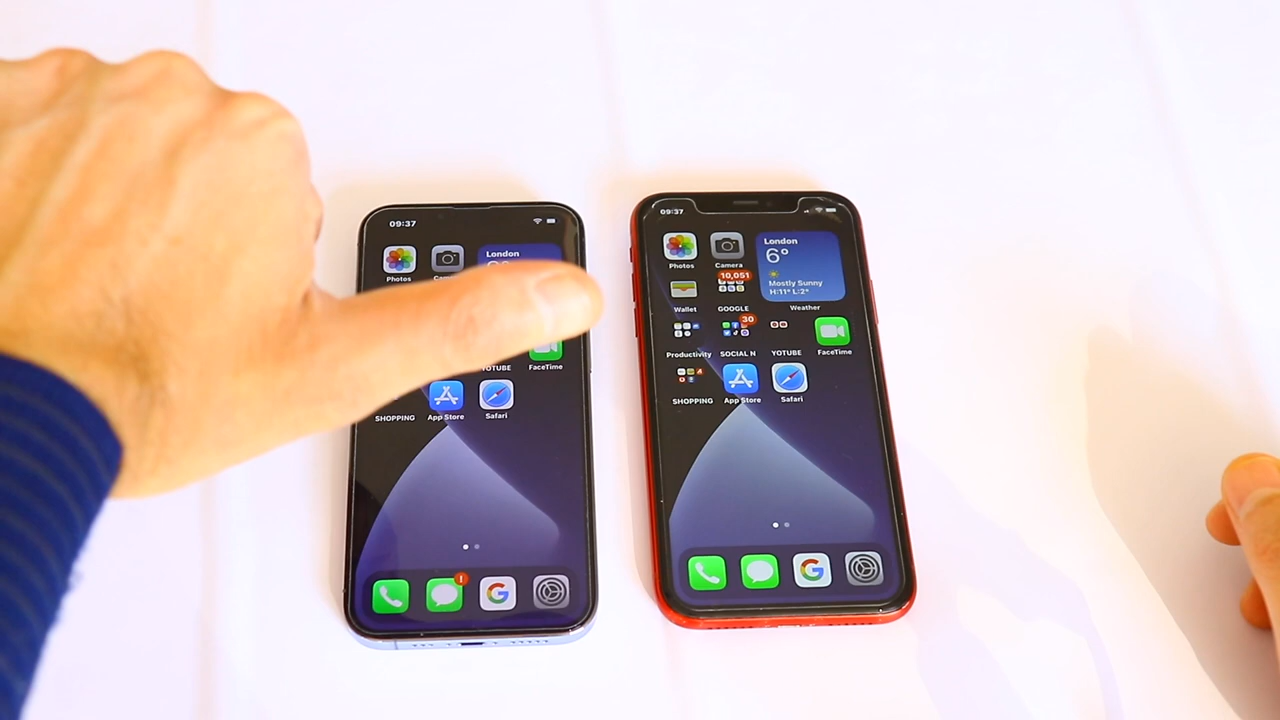 09:37
London
Photos
FaceTime
SHOPPING
App Store
Safari
09:37
London
6°
Mostly Sunny
H:11° L:2°
Photos
Camera
10,051
Wallet
GOOGLE
Weather
30
Productivity
SOCIAL N
YOTUBE
FaceTime
SHOPPING
App Store
Safari